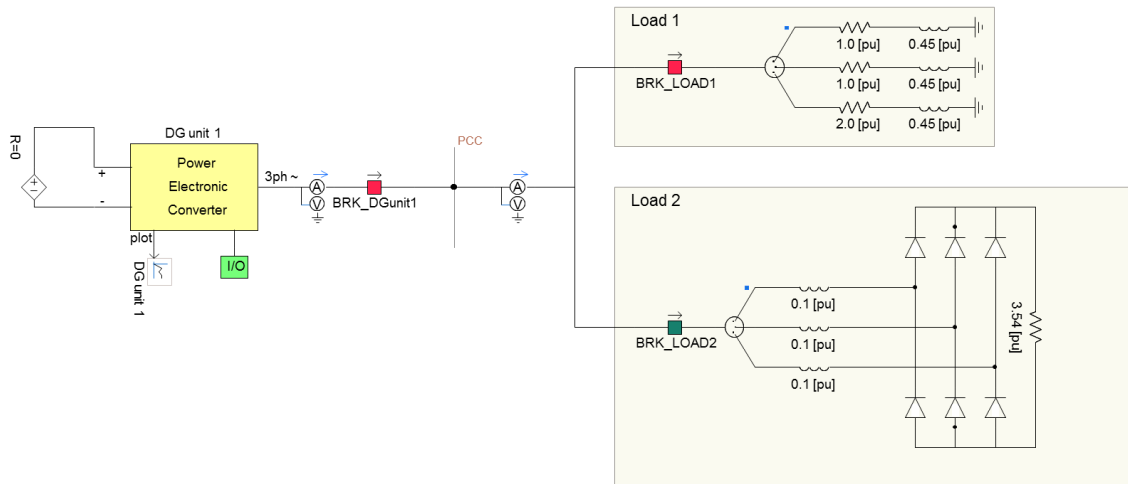 Load 1
1.0 [pu]
0.45 [pu]
BRK_LOAD1
1.0 [pu]
0.45 [pu]
2.0 [pu]
0.45 [pu]
R=0
DG unit 1
+
Power
Electronic
Converter
-
3ph ~
A
V
BRK_DGunit1
PCC
A
V
plot
DG unit 1
I/O
Load 2
0.1 [pu]
BRK_LOAD2
0.1 [pu]
0.1 [pu]
3.54 [pu]